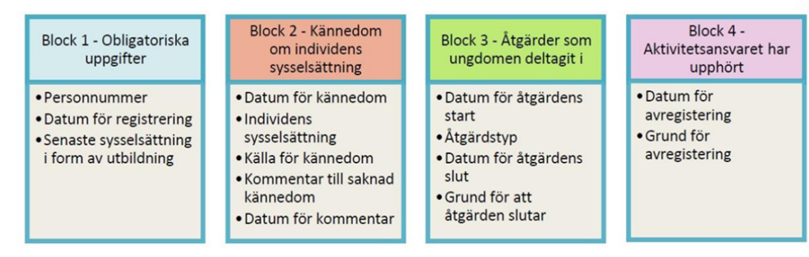 Block 1 - Obligatoriska
uppgifter
•Personnummer
•Datum för registrering
•Senaste sysselsättning
i form av utbildning
Block 2 - Kännedom
om individens
sysselsättning
•Datum för kännedom
•Individens
sysselsättning
•Källa för kännedom
•Kommentar till saknad
kännedom
•Datum för kommentar
Block 3 - Åtgärder som
ungdomen deltagit i
•Datum för åtgärdens
start
•Åtgärdstyp
•Datum för åtgärdens
slut
•Grund för att
åtgärden slutar
Block 4 -
Aktivitetsansvaret har
upphört
•Datum för
avregistering
•Grund för
avregistering